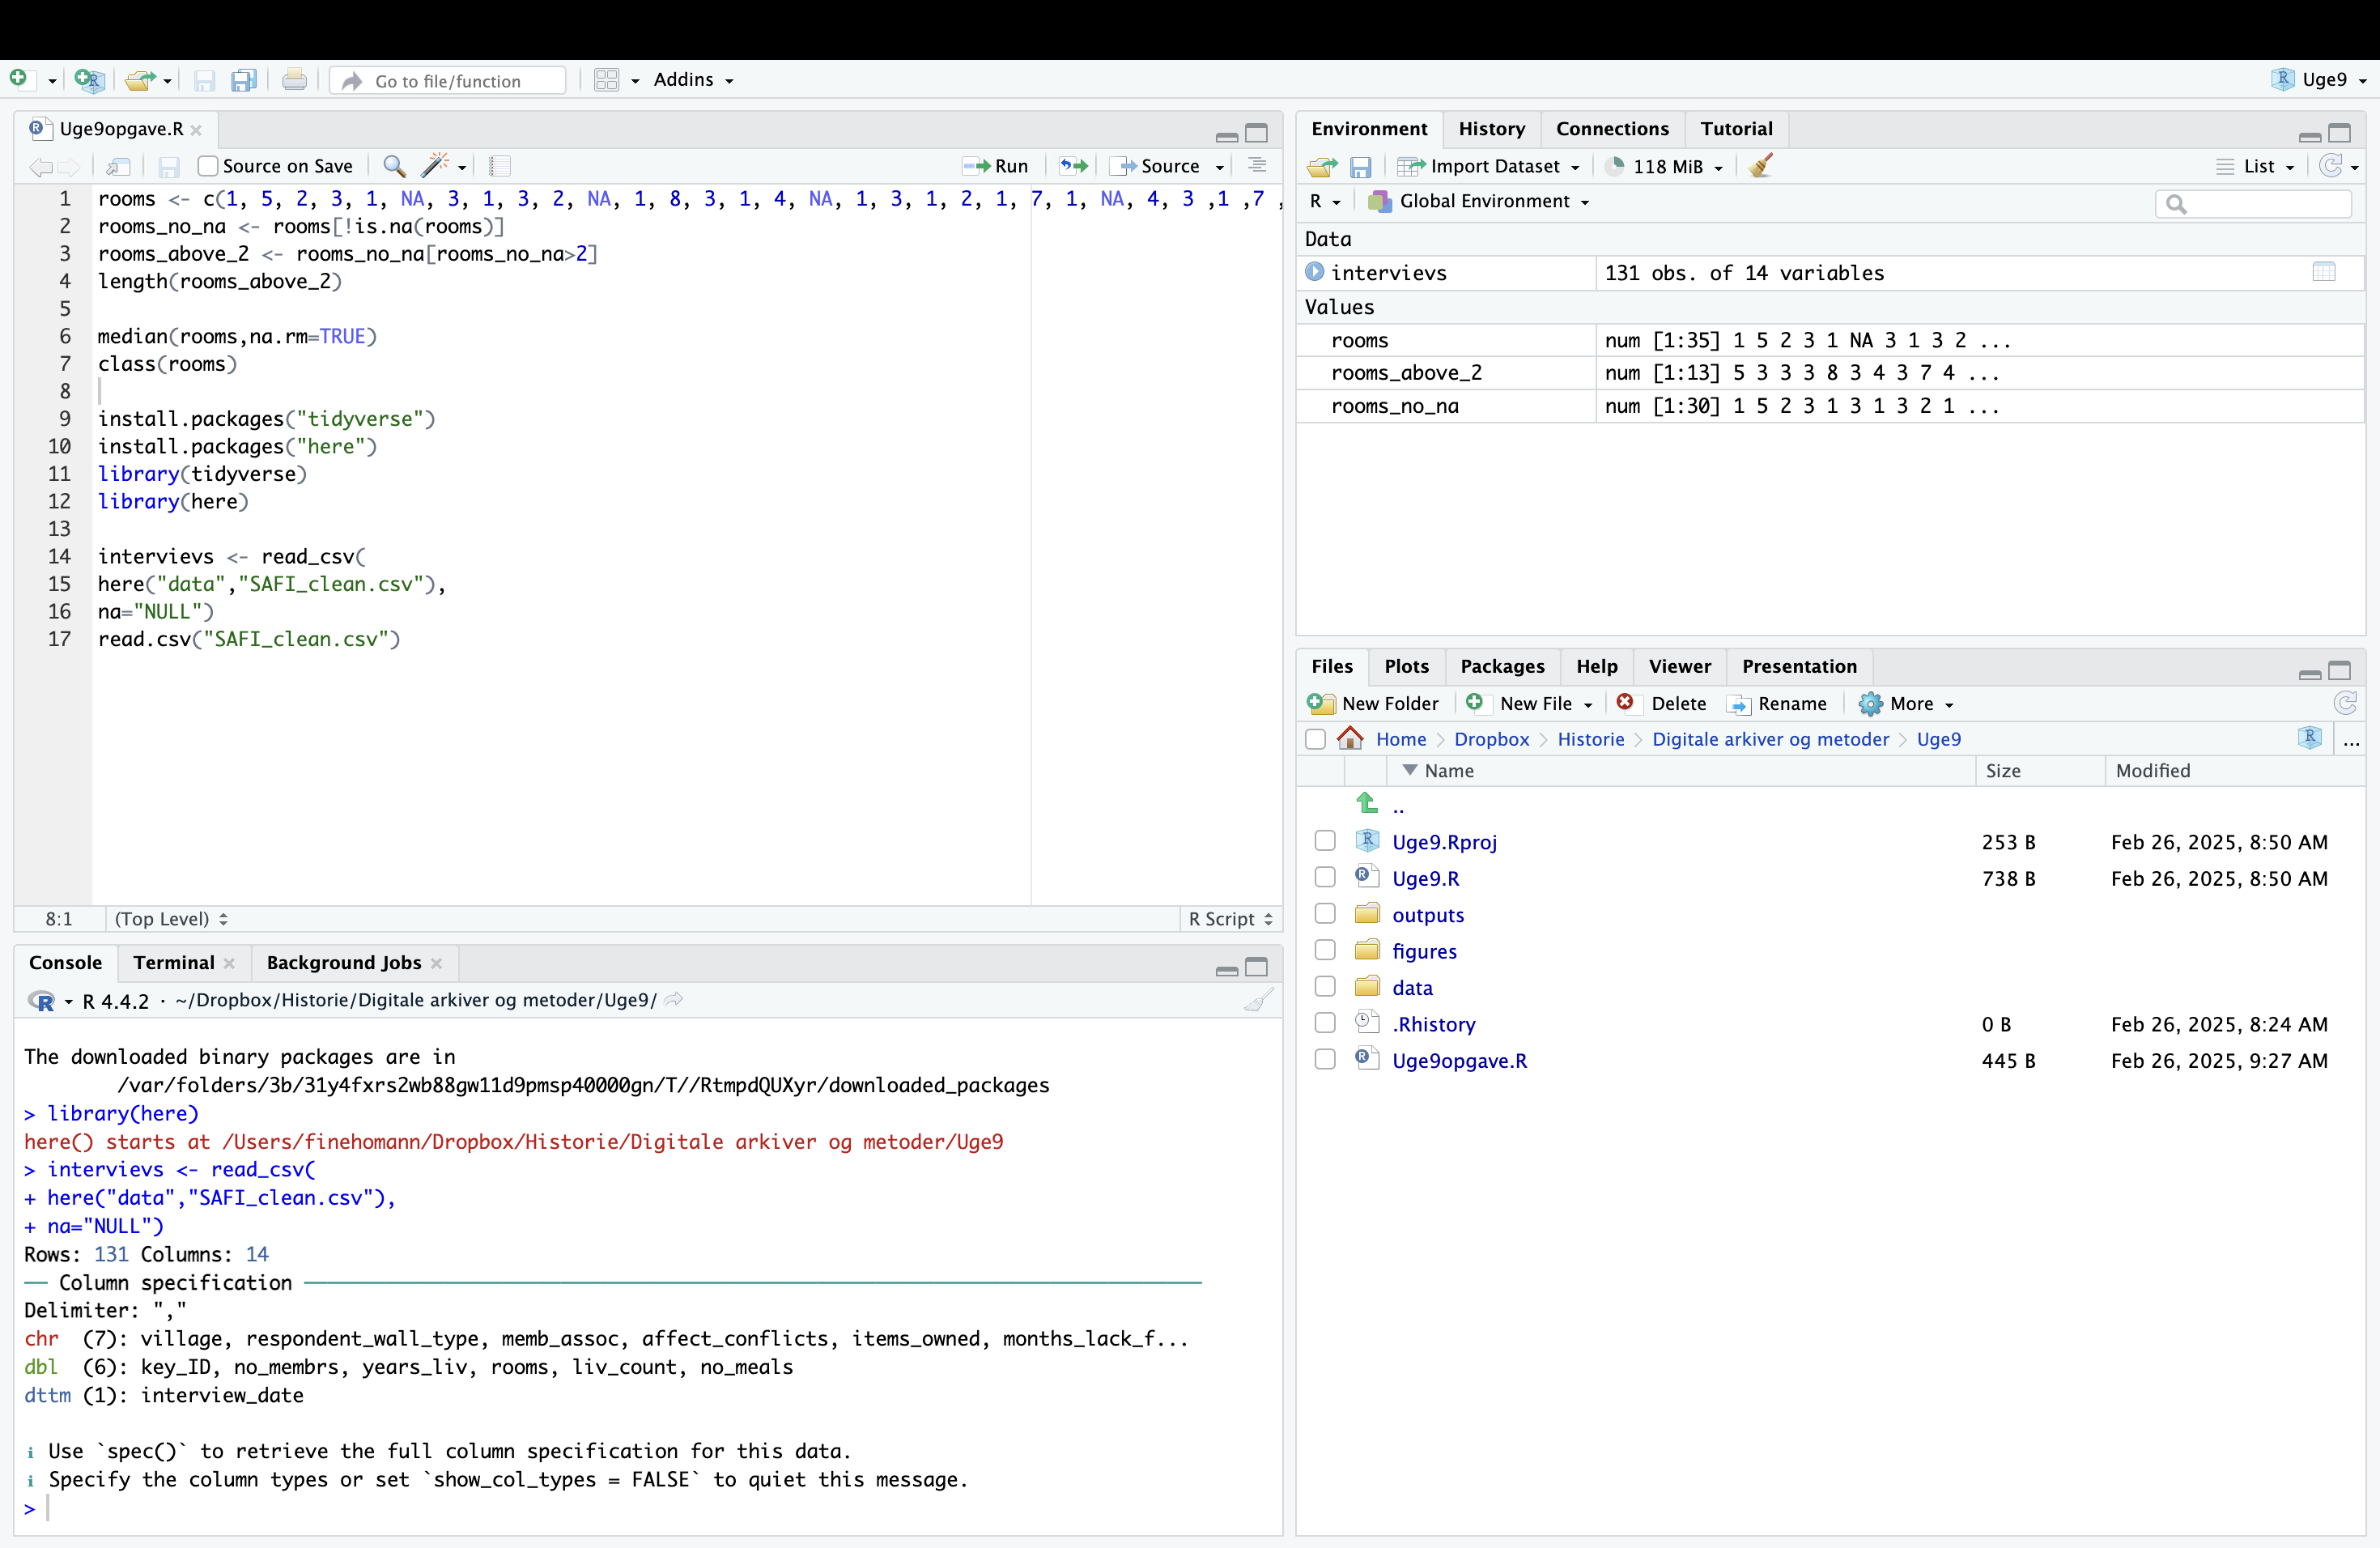 Go to file/function
Addins
Uge9
Uge9opgave.R
Source on Save
Run
Source
1 rooms <- c(1, 5, 2, 3, 1, NA, 3, 1, 3, 2, NA, 1, 8, 3, 1, 4, NA, 1, 3, 1, 2, 1, 7, 1, NA, 4, 3 ,1 ,7 ,
2 rooms_no_na <- rooms[!is.na(rooms)]
3 rooms_above_2 <- rooms_no_na[rooms_no_na>2]
4 length(rooms_above_2)
5
6 median(rooms,na.rm=TRUE)
7 class(rooms)
8
9 install.packages("tidyverse")
10 install.packages("here")
11 library(tidyverse)
12 library(here)
13
14 intervievs <- read_csv(
15 here("data","SAFI_clean.csv"),
16 na="NULL")
17 read.csv("SAFI_clean.csv")
8:1 (Top Level) R Script
Console Terminal Background Jobs
R 4.4.2 · ~/Dropbox/Historie/Digitale arkiver og metoder/Uge9/
The downloaded binary packages are in
/var/folders/3b/31y4fxrs2wb88gw11d9pmsp40000gn/T//RtmpdQUXyr/downloaded_packages
> library(here)
here() starts at /Users/finehomann/Dropbox/Historie/Digitale arkiver og metoder/Uge9
> intervievs <- read_csv(
+ here("data","SAFI_clean.csv"),
+ na="NULL")
Rows: 131 Columns: 14
── Column specification ──
Delimiter: ","
chr (7): village, respondent_wall_type, memb_assoc, affect_conflicts, items_owned, months_lack_f...
dbl (6): key_ID, no_membrs, years_liv, rooms, liv_count, no_meals
dttm (1): interview_date
ℹ Use `spec()` to retrieve the full column specification for this data.
ℹ Specify the column types or set `show_col_types = FALSE` to quiet this message.
>
Environment History Connections Tutorial
Import Dataset 118 MiB List
R Global Environment
Data
intervievs 131 obs. of 14 variables
Values
rooms num [1:35] 1 5 2 3 1 NA 3 1 3 2 ...
rooms_above_2 num [1:13] 5 3 3 3 8 3 4 3 7 4 ...
rooms_no_na num [1:30] 1 5 2 3 1 3 1 3 2 1 ...
Files Plots Packages Help Viewer Presentation
New Folder New File Delete Rename More
Home > Dropbox > Historie > Digitale arkiver og metoder > Uge9 ...
Name Size Modified
..
Uge9.Rproj 253 B Feb 26, 2025, 8:50 AM
Uge9.R 738 B Feb 26, 2025, 8:50 AM
outputs
figures
data
.Rhistory 0 B Feb 26, 2025, 8:24 AM
Uge9opgave.R 445 B Feb 26, 2025, 9:27 AM